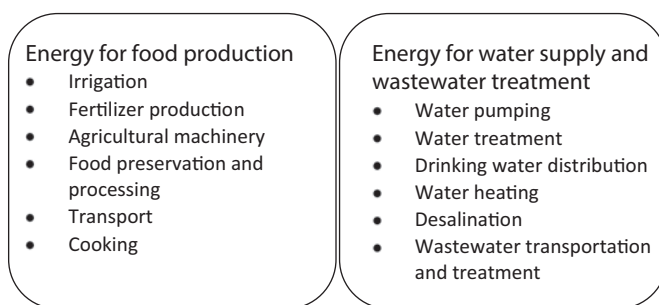 Energy for food production
• Irrigation
• Fertilizer production
• Agricultural machinery
• Food preservation and
processing
• Transport
• Cooking
Energy for water supply and
wastewater treatment
• Water pumping
• Water treatment
• Drinking water distribution
• Water heating
• Desalination
• Wastewater transportation
and treatment